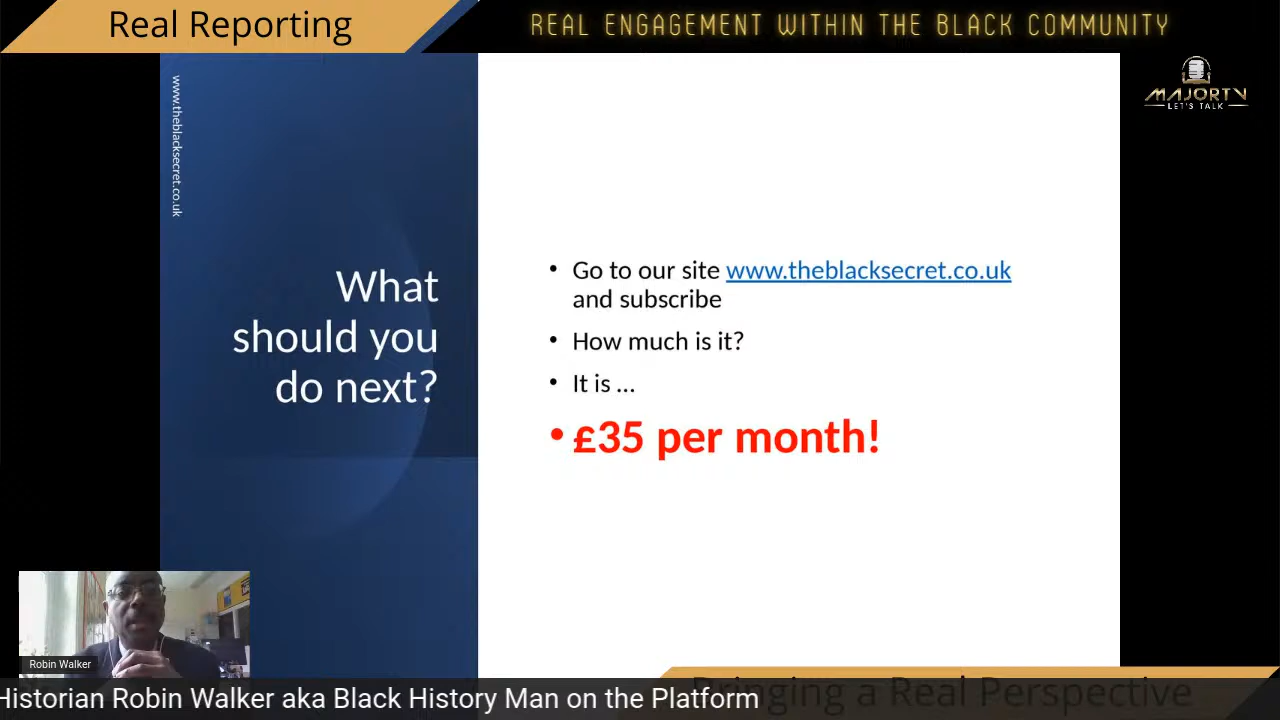 Real Reporting
REAL ENGAGEMENT WITHIN THE BLACK COMMUNITY
MAJORTV
LET'S TALK
www.theblacksecret.co.uk
What
should you
do next?
• Go to our site www.theblacksecret.co.uk
and subscribe
• How much is it?
• It is ...
• £35 per month!
Robin Walker
Bringing a Real Perspective
Historian Robin Walker aka Black History Man on the Platform